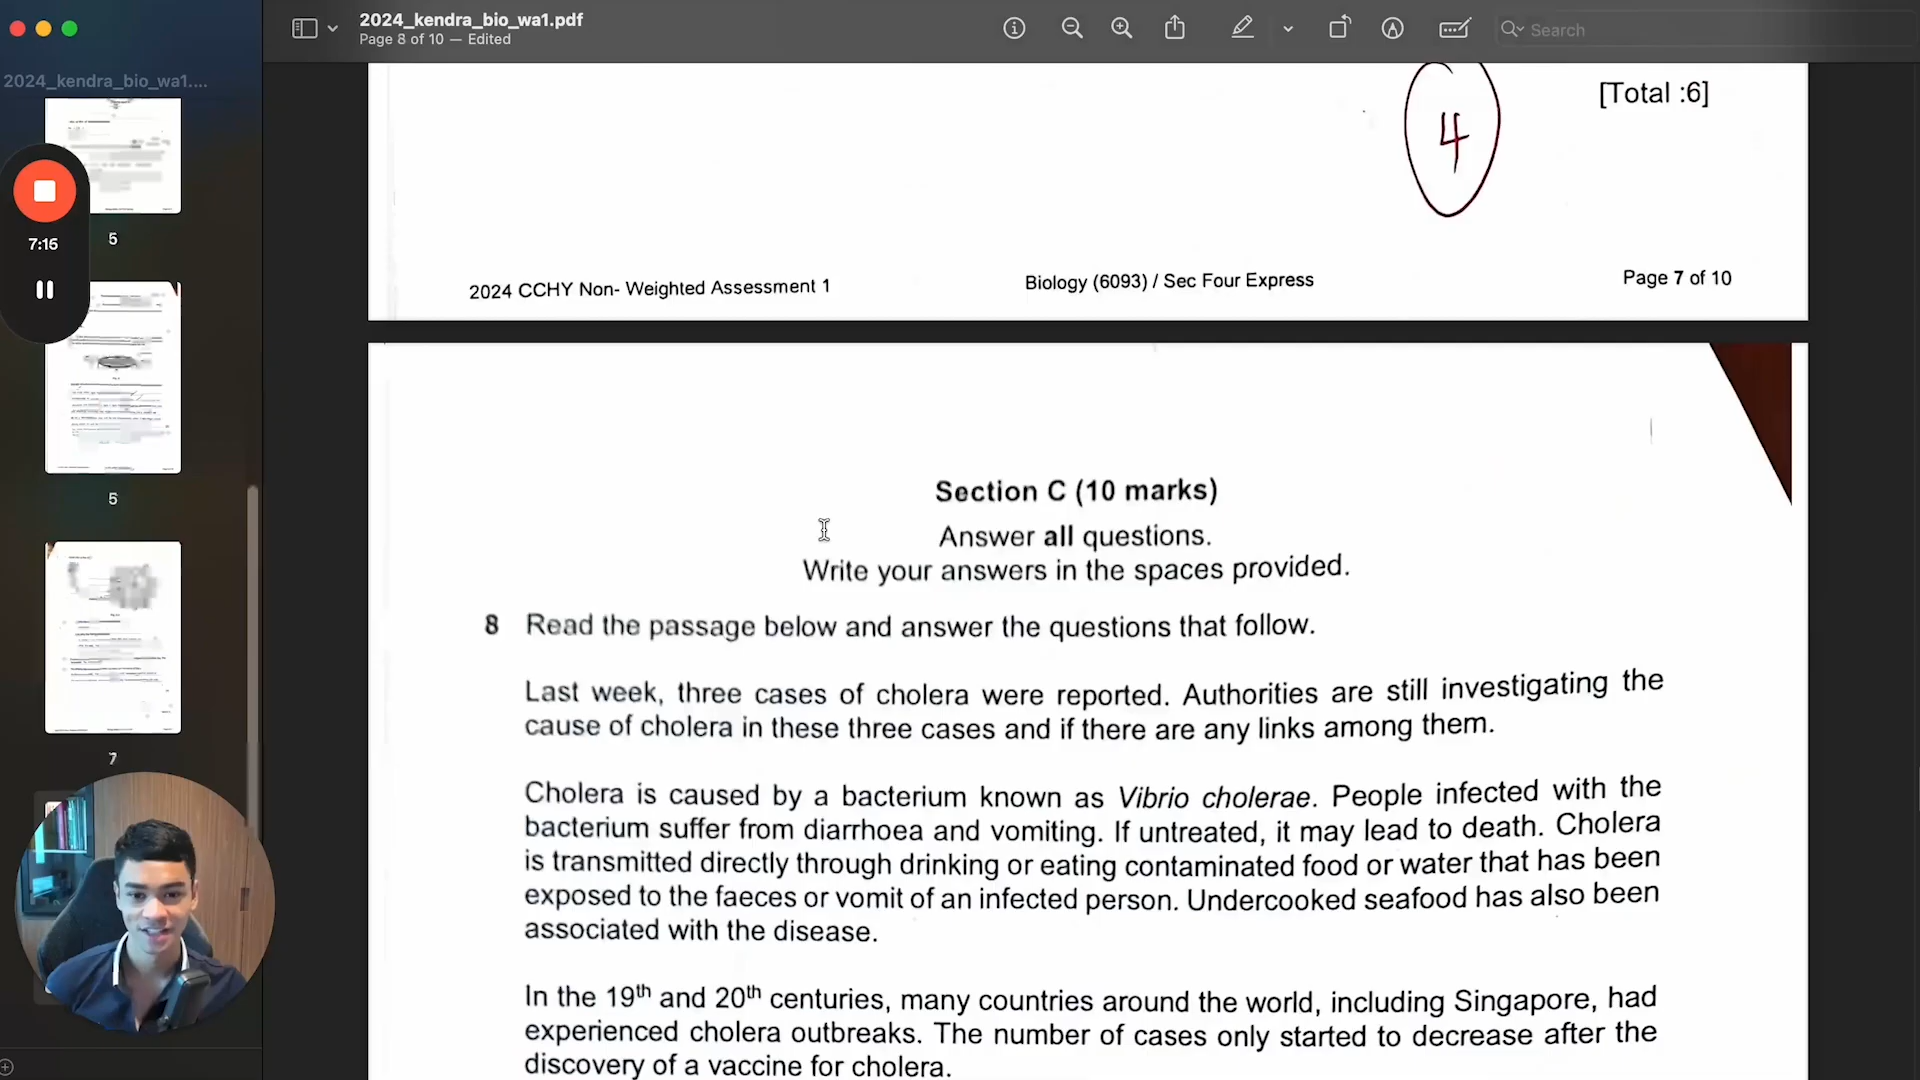 2024_kendra_bio_wa1.pdf
Page 8 of 10 — Edited
Search
2024_kendra_bio_wa1....
5
7:16
5
7
4
[Total :6]
2024 CCHY Non- Weighted Assessment 1
Biology (6093) / Sec Four Express
Page 7 of 10
Section C (10 marks)
Answer all questions.
Write your answers in the spaces provided.
8 Read the passage below and answer the questions that follow.
Last week, three cases of cholera were reported. Authorities are still investigating the
cause of cholera in these three cases and if there are any links among them.
Cholera is caused by a bacterium known as Vibrio cholerae. People infected with the
bacterium suffer from diarrhoea and vomiting. If untreated, it may lead to death. Cholera
is transmitted directly through drinking or eating contaminated food or water that has been
exposed to the faeces or vomit of an infected person. Undercooked seafood has also been
associated with the disease.
In the 19th and 20th centuries, many countries around the world, including Singapore, had
experienced cholera outbreaks. The number of cases only started to decrease after the
discovery of a vaccine for cholera.